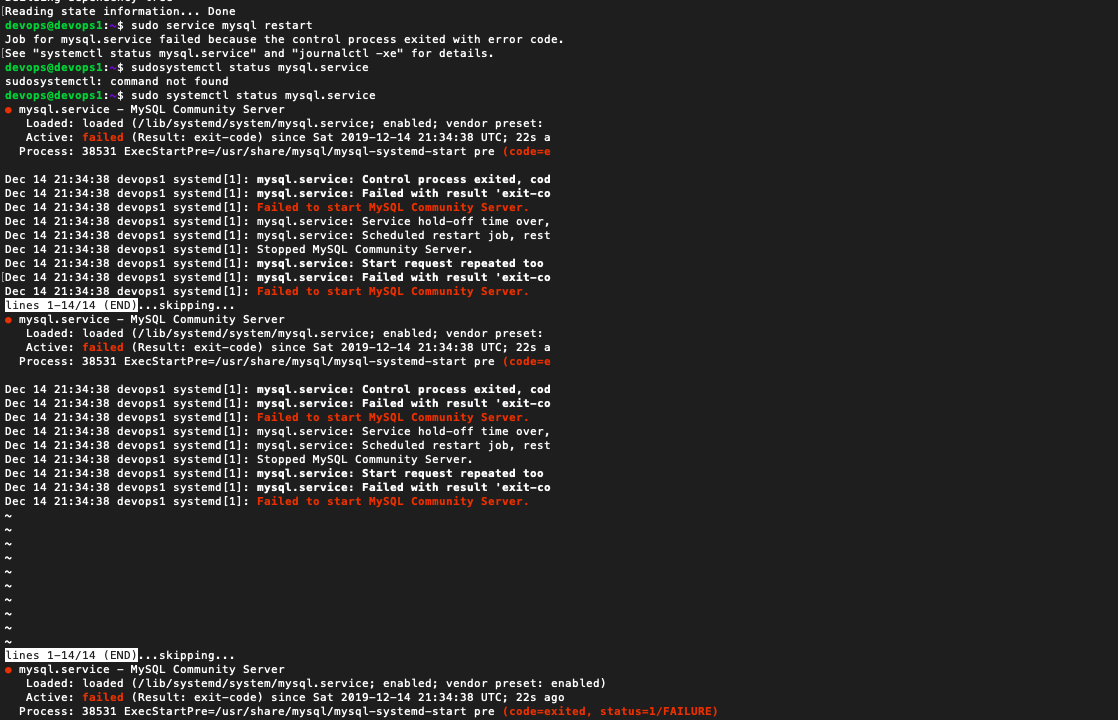 Reading state information... Done
devops@devops1:~$ sudo service mysql restart
Job for mysql.service failed because the control process exited with error code.
See "systemctl status mysql.service" and "journalctl -xe" for details.
devops@devops1:~$ sudosystemctl status mysql.service
sudosystemctl: command not found
devops@devops1:~$ sudo systemctl status mysql.service
● mysql.service - MySQL Community Server
   Loaded: loaded (/lib/systemd/system/mysql.service; enabled; vendor preset:
   Active: failed (Result: exit-code) since Sat 2019-12-14 21:34:38 UTC; 22s a
  Process: 38531 ExecStartPre=/usr/share/mysql/mysql-systemd-start pre (code=e
Dec 14 21:34:38 devops1 systemd[1]: mysql.service: Control process exited, cod
Dec 14 21:34:38 devops1 systemd[1]: mysql.service: Failed with result 'exit-co
Dec 14 21:34:38 devops1 systemd[1]: Failed to start MySQL Community Server.
Dec 14 21:34:38 devops1 systemd[1]: mysql.service: Service hold-off time over,
Dec 14 21:34:38 devops1 systemd[1]: mysql.service: Scheduled restart job, rest
Dec 14 21:34:38 devops1 systemd[1]: Stopped MySQL Community Server.
Dec 14 21:34:38 devops1 systemd[1]: mysql.service: Start request repeated too
Dec 14 21:34:38 devops1 systemd[1]: mysql.service: Failed with result 'exit-co
Dec 14 21:34:38 devops1 systemd[1]: Failed to start MySQL Community Server.
lines 1-14/14 (END)...skipping...
● mysql.service - MySQL Community Server
   Loaded: loaded (/lib/systemd/system/mysql.service; enabled; vendor preset:
   Active: failed (Result: exit-code) since Sat 2019-12-14 21:34:38 UTC; 22s a
  Process: 38531 ExecStartPre=/usr/share/mysql/mysql-systemd-start pre (code=e
Dec 14 21:34:38 devops1 systemd[1]: mysql.service: Control process exited, cod
Dec 14 21:34:38 devops1 systemd[1]: mysql.service: Failed with result 'exit-co
Dec 14 21:34:38 devops1 systemd[1]: Failed to start MySQL Community Server.
Dec 14 21:34:38 devops1 systemd[1]: mysql.service: Service hold-off time over,
Dec 14 21:34:38 devops1 systemd[1]: mysql.service: Scheduled restart job, rest
Dec 14 21:34:38 devops1 systemd[1]: Stopped MySQL Community Server.
Dec 14 21:34:38 devops1 systemd[1]: mysql.service: Start request repeated too
Dec 14 21:34:38 devops1 systemd[1]: mysql.service: Failed with result 'exit-co
Dec 14 21:34:38 devops1 systemd[1]: Failed to start MySQL Community Server.
~
~
~
~
~
~
~
~
~
~
lines 1-14/14 (END)...skipping...
● mysql.service - MySQL Community Server
   Loaded: loaded (/lib/systemd/system/mysql.service; enabled; vendor preset: enabled)
   Active: failed (Result: exit-code) since Sat 2019-12-14 21:34:38 UTC; 22s ago
  Process: 38531 ExecStartPre=/usr/share/mysql/mysql-systemd-start pre (code=exited, status=1/FAILURE)